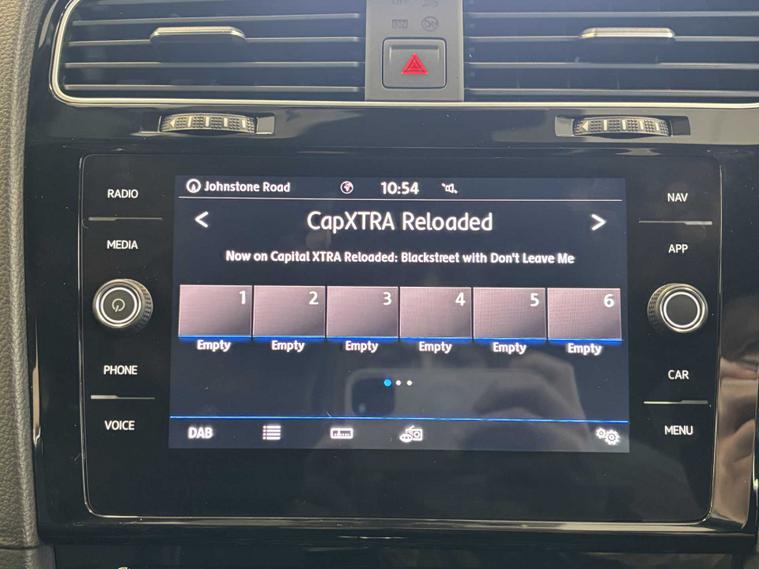 RADIO
MEDIA
PHONE
VOICE
Johnstone Road
10:54
CapXTRA Reloaded
Now on Capital XTRA Reloaded: Blackstreet with Don't Leave Me
1 2 3 4 5 6
Empty Empty Empty Empty Empty Empty
DAB
NAV
APP
CAR
MENU